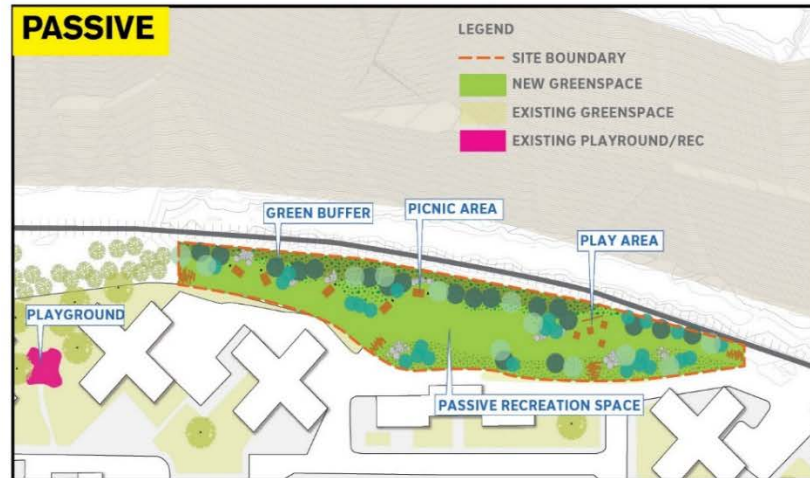 PASSIVE
LEGEND
SITE BOUNDARY
NEW GREENSPACE
EXISTING GREENSPACE
EXISTING PLAYROUND/REC
GREEN BUFFER
PICNIC AREA
PLAY AREA
PLAYGROUND
PASSIVE RECREATION SPACE